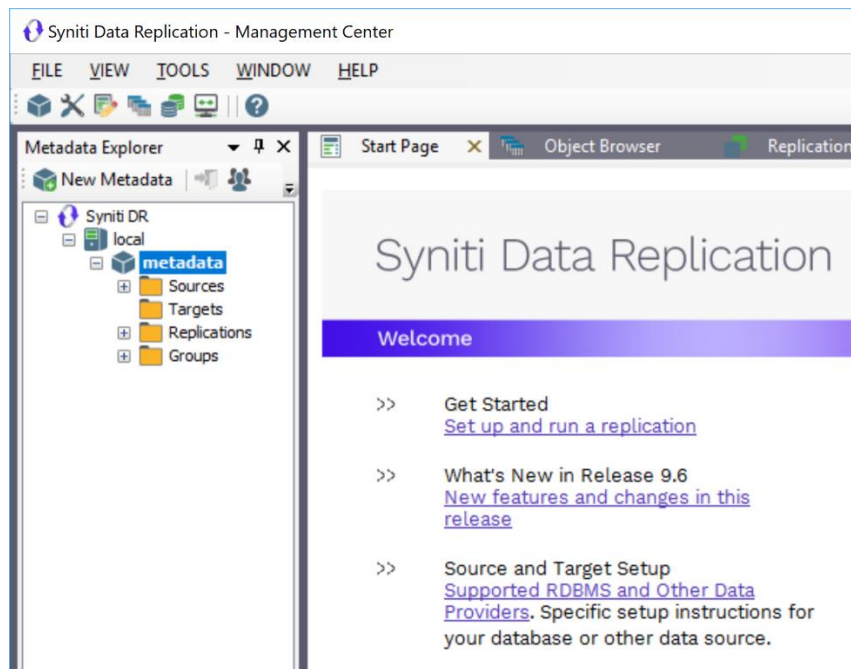 Syniti Data Replication - Management Center
FILE VIEW TOOLS WINDOW HELP
Metadata Explorer
Start Page
Object Browser
Replication
New Metadata
Syniti DR
local
metadata
Sources
Targets
Replications
Groups
Syniti Data Replication
Welcome
>> Get Started
Set up and run a replication
>> What's New in Release 9.6
New features and changes in this
release
>> Source and Target Setup
Supported RDBMS and Other Data
Providers. Specific setup instructions for
your database or other data source.